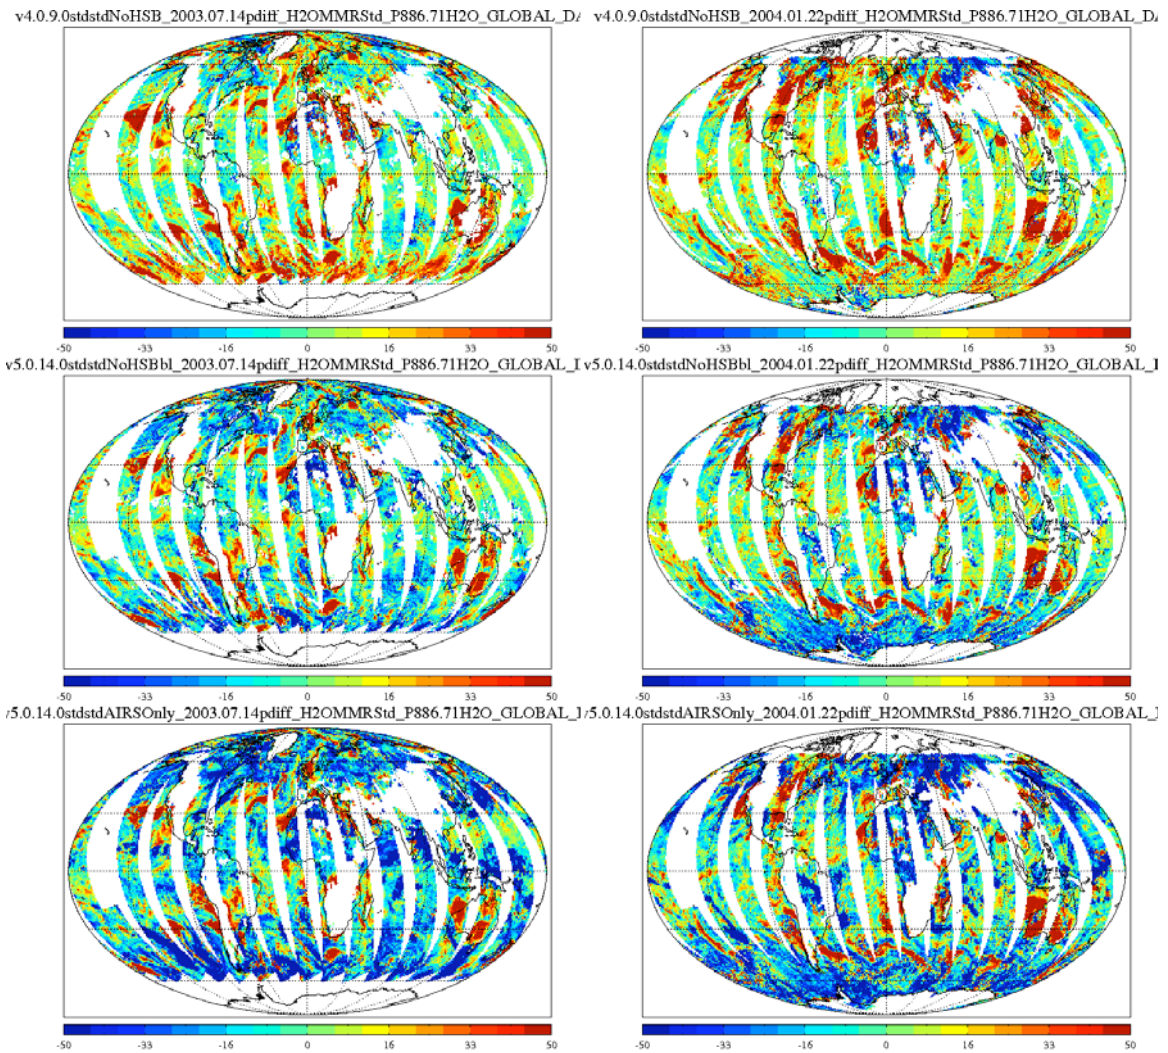 v4.0.9.0stdstdNoHSB_2003.07.14pdiff_H2OMMRStd_P886.71H2O_GLOBAL_DA
v4.0.9.0stdstdNoHSB_2004.01.22pdiff_H2OMMRStd_P886.71H2O_GLOBAL_DA
-50 -33 -16 0 16 33 50
-50 -33 -16 0 16 33 50
v5.0.14.0stdstdNoHSBbl_2003.07.14pdiff_H2OMMRStd_P886.71H2O_GLOBAL_I
v5.0.14.0stdstdNoHSBbl_2004.01.22pdiff_H2OMMRStd_P886.71H2O_GLOBAL_I
-50 -33 -16 0 16 33 50
-50 -33 -16 0 16 33 50
v5.0.14.0stdstdAIRSOnly_2003.07.14pdiff_H2OMMRStd_P886.71H2O_GLOBAL_1
v5.0.14.0stdstdAIRSOnly_2004.01.22pdiff_H2OMMRStd_P886.71H2O_GLOBAL_1
-50 -33 -16 0 16 33 50
-50 -33 -16 0 16 33 50